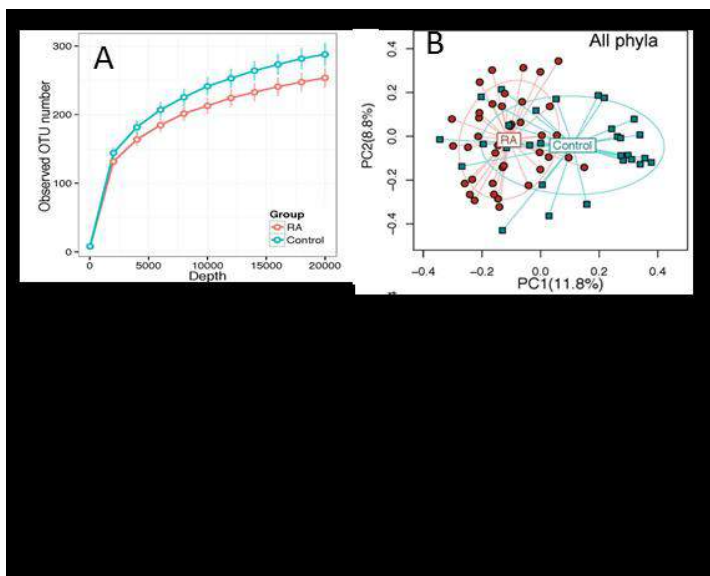 A
300
200
100
0
Observed OTU number
Group
RA
Control
0 5000 10000 15000 20000
Depth
B
All phyla
0.4
0.2
0.0
−0.2
−0.4
PC2(8.8%)
RA
Control
−0.4 −0.2 0.0 0.2 0.4
PC1(11.8%)